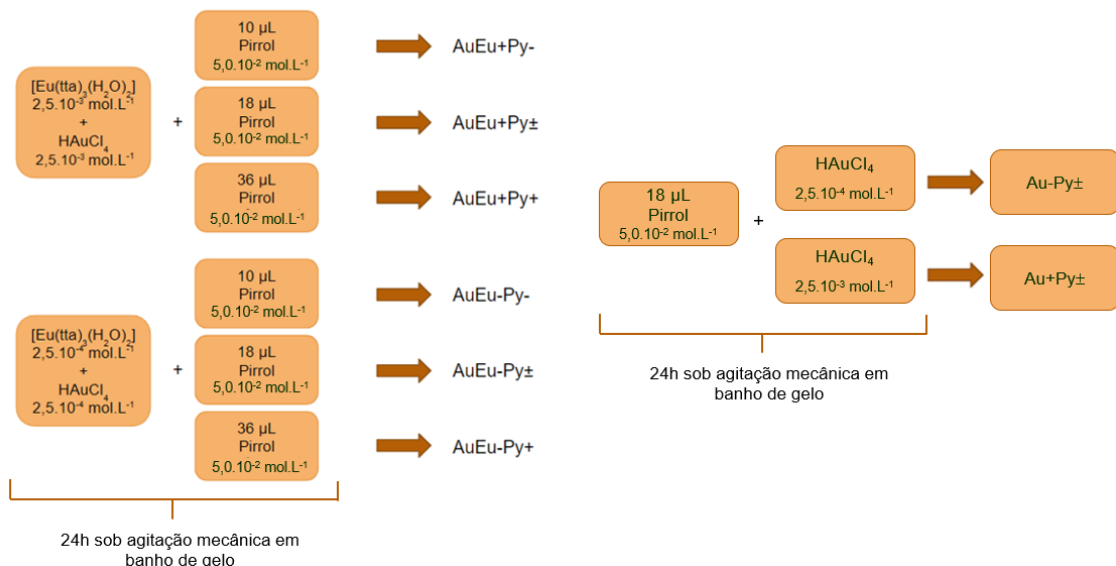 [Eu(tta)₃(H₂O)₂]
2,5.10⁻³ mol.L⁻¹
+
HAuCl₄
2,5.10⁻³ mol.L⁻¹
+
10 µL
Pirrol
5,0.10⁻² mol.L⁻¹
AuEu+Py-
18 µL
Pirrol
5,0.10⁻² mol.L⁻¹
AuEu+Py±
36 µL
Pirrol
5,0.10⁻² mol.L⁻¹
AuEu+Py+
[Eu(tta)₃(H₂O)₂]
2,5.10⁻⁴ mol.L⁻¹
+
HAuCl₄
2,5.10⁻⁴ mol.L⁻¹
+
10 µL
Pirrol
5,0.10⁻² mol.L⁻¹
AuEu-Py-
18 µL
Pirrol
5,0.10⁻² mol.L⁻¹
AuEu-Py±
36 µL
Pirrol
5,0.10⁻² mol.L⁻¹
AuEu-Py+
24h sob agitação mecânica em
banho de gelo
18 µL
Pirrol
5,0.10⁻² mol.L⁻¹
+
HAuCl₄
2,5.10⁻⁴ mol.L⁻¹
Au-Py±
HAuCl₄
2,5.10⁻³ mol.L⁻¹
Au+Py±
24h sob agitação mecânica em
banho de gelo